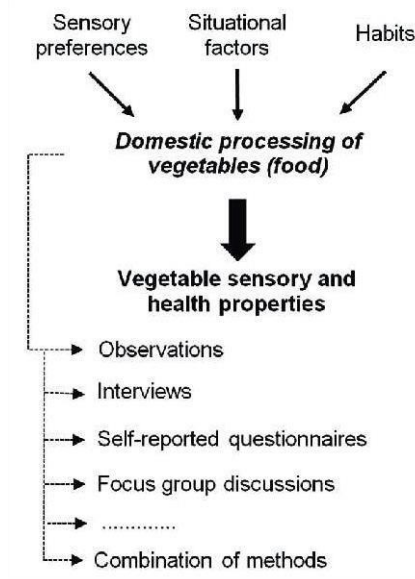 Sensory
preferences
Situational
factors
Habits
Domestic processing of
vegetables (food)
Vegetable sensory and
health properties
Observations
Interviews
Self-reported questionnaires
Focus group discussions
.............
Combination of methods